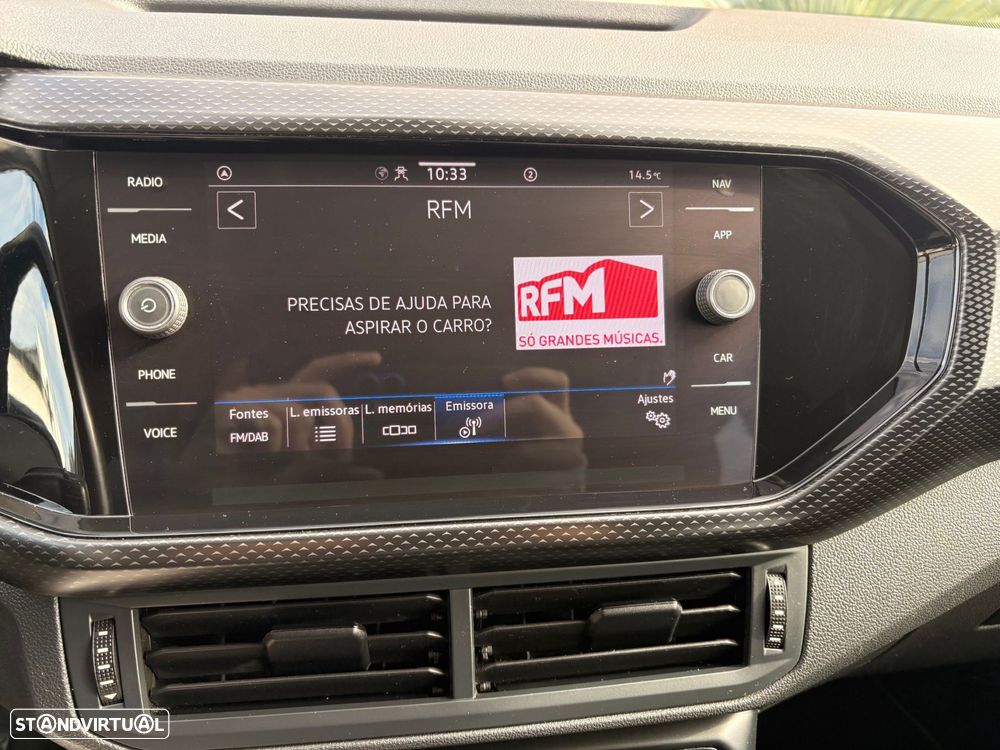 RADIO
MEDIA
PHONE
VOICE
10:33
2
14.5°C
RFM
PRECISAS DE AJUDA PARA
ASPIRAR O CARRO?
RFM
SÓ GRANDES MÚSICAS.
Fontes
FM/DAB
L. emissoras
L. memórias
Emissora
Ajustes
NAV
APP
CAR
MENU
STANDVIRTUAL